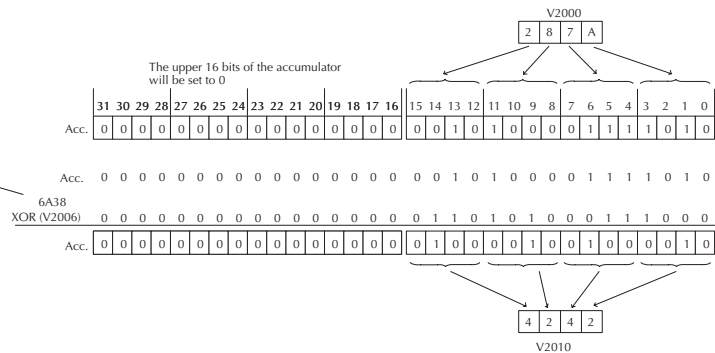 V2000
2 8 7 A
The upper 16 bits of the accumulator
will be set to 0
31 30 29 28 27 26 25 24 23 22 21 20 19 18 17 16 15 14 13 12 11 10 9 8 7 6 5 4 3 2 1 0
Acc. 0 0 0 0 0 0 0 0 0 0 0 0 0 0 0 0 0 0 1 0 1 0 0 0 0 1 1 1 1 0 1 0
Acc. 0 0 0 0 0 0 0 0 0 0 0 0 0 0 0 0 0 0 1 0 1 0 0 0 0 1 1 1 1 0 1 0
6A38
XOR (V2006) 0 0 0 0 0 0 0 0 0 0 0 0 0 0 0 0 0 1 1 0 1 0 1 0 0 0 1 1 1 0 0 0
Acc. 0 0 0 0 0 0 0 0 0 0 0 0 0 0 0 0 0 1 0 0 0 0 1 0 0 1 0 0 0 0 1 0
4 2 4 2
V2010